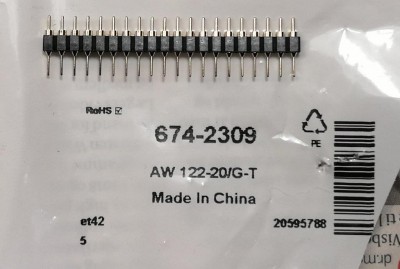 RoHS
674-2309
PE
AW 122-20/G-T
Made In China
et42
20595788
5